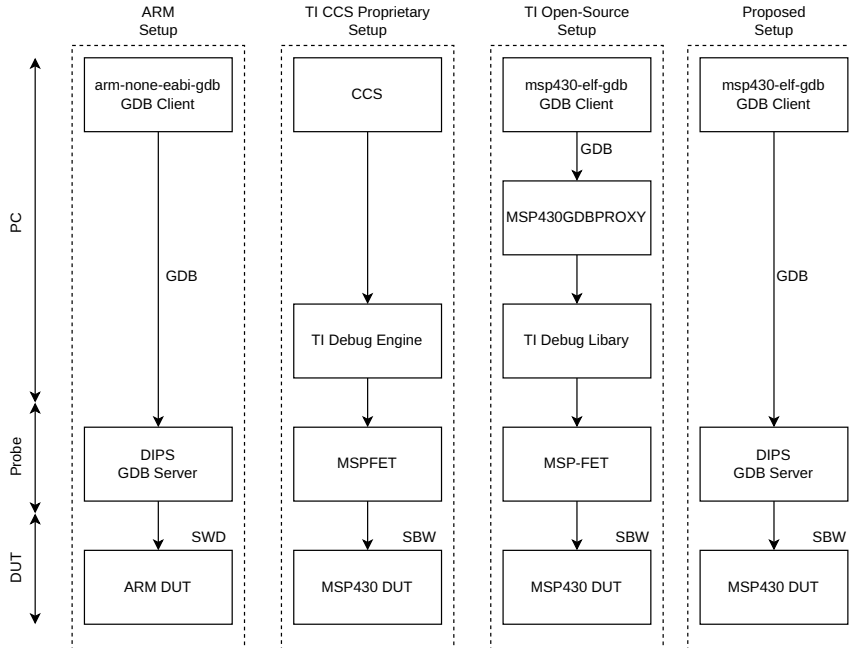 ARM
Setup
TI CCS Proprietary
Setup
TI Open-Source
Setup
Proposed
Setup
arm-none-eabi-gdb
GDB Client
CCS
msp430-elf-gdb
GDB Client
msp430-elf-gdb
GDB Client
GDB
MSP430GDBPROXY
PC
GDB
GDB
TI Debug Engine
TI Debug Libary
Probe
DIPS
GDB Server
MSPFET
MSP-FET
DIPS
GDB Server
SWD
SBW
SBW
SBW
DUT
ARM DUT
MSP430 DUT
MSP430 DUT
MSP430 DUT